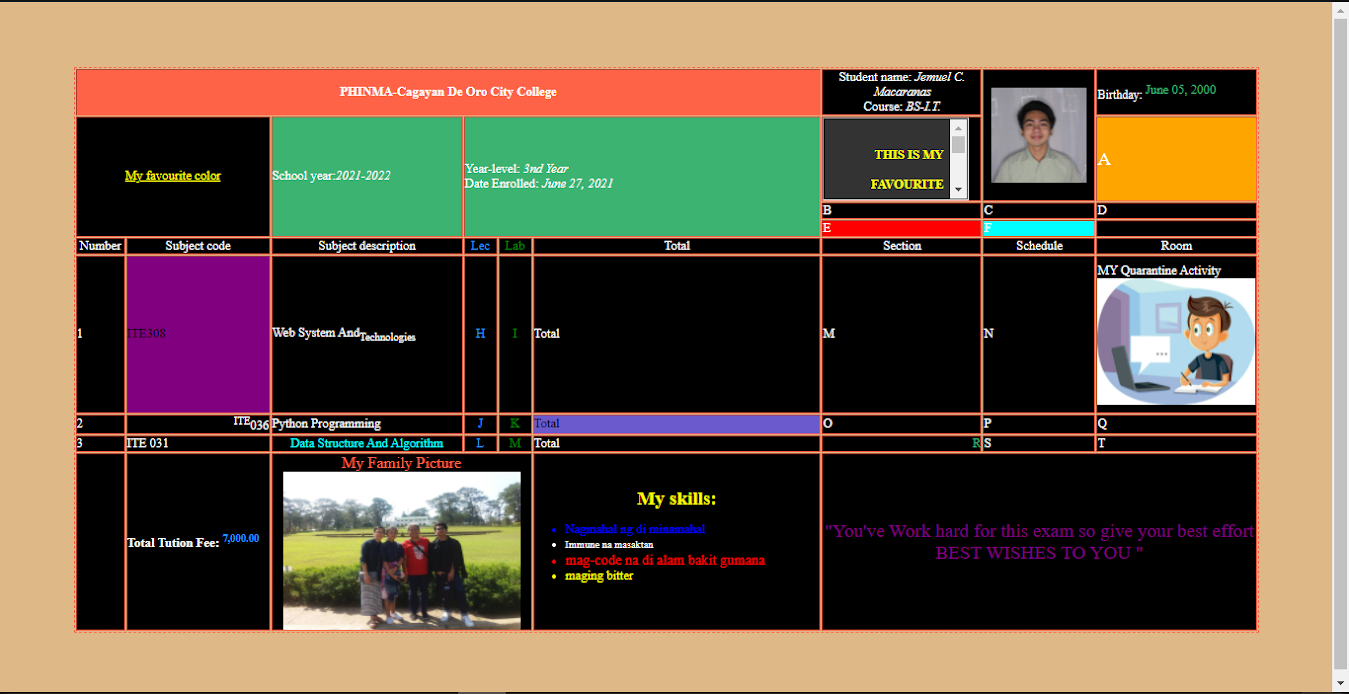 PHINMA-Cagayan De Oro City College
Student name: Jemuel C.
Macaranas
Course: BS-I.T.
Birthday: June 05, 2000
My favourite color
School year:2021-2022
Year-level: 3nd Year
Date Enrolled: June 27, 2021
THIS IS MY
FAVOURITE
A
B
C
D
E
F
Number
Subject code
Subject description
Lec
Lab
Total
Section
Schedule
Room
1
ITE308
Web System And Technologies
H
I
Total
M
N
MY Quarantine Activity
2
ITE036
Python Programming
J
K
Total
O
P
Q
3
ITE 031
Data Structure And Algorithm
L
M
Total
R
S
T
Total Tution Fee: 7,000.00
My Family Picture
My skills:
Nagmahal ng di minamahal
Immune na masaktan
mag-code na di alam bakit gumana
maging bitter
"You've Work hard for this exam so give your best effort
BEST WISHES TO YOU "